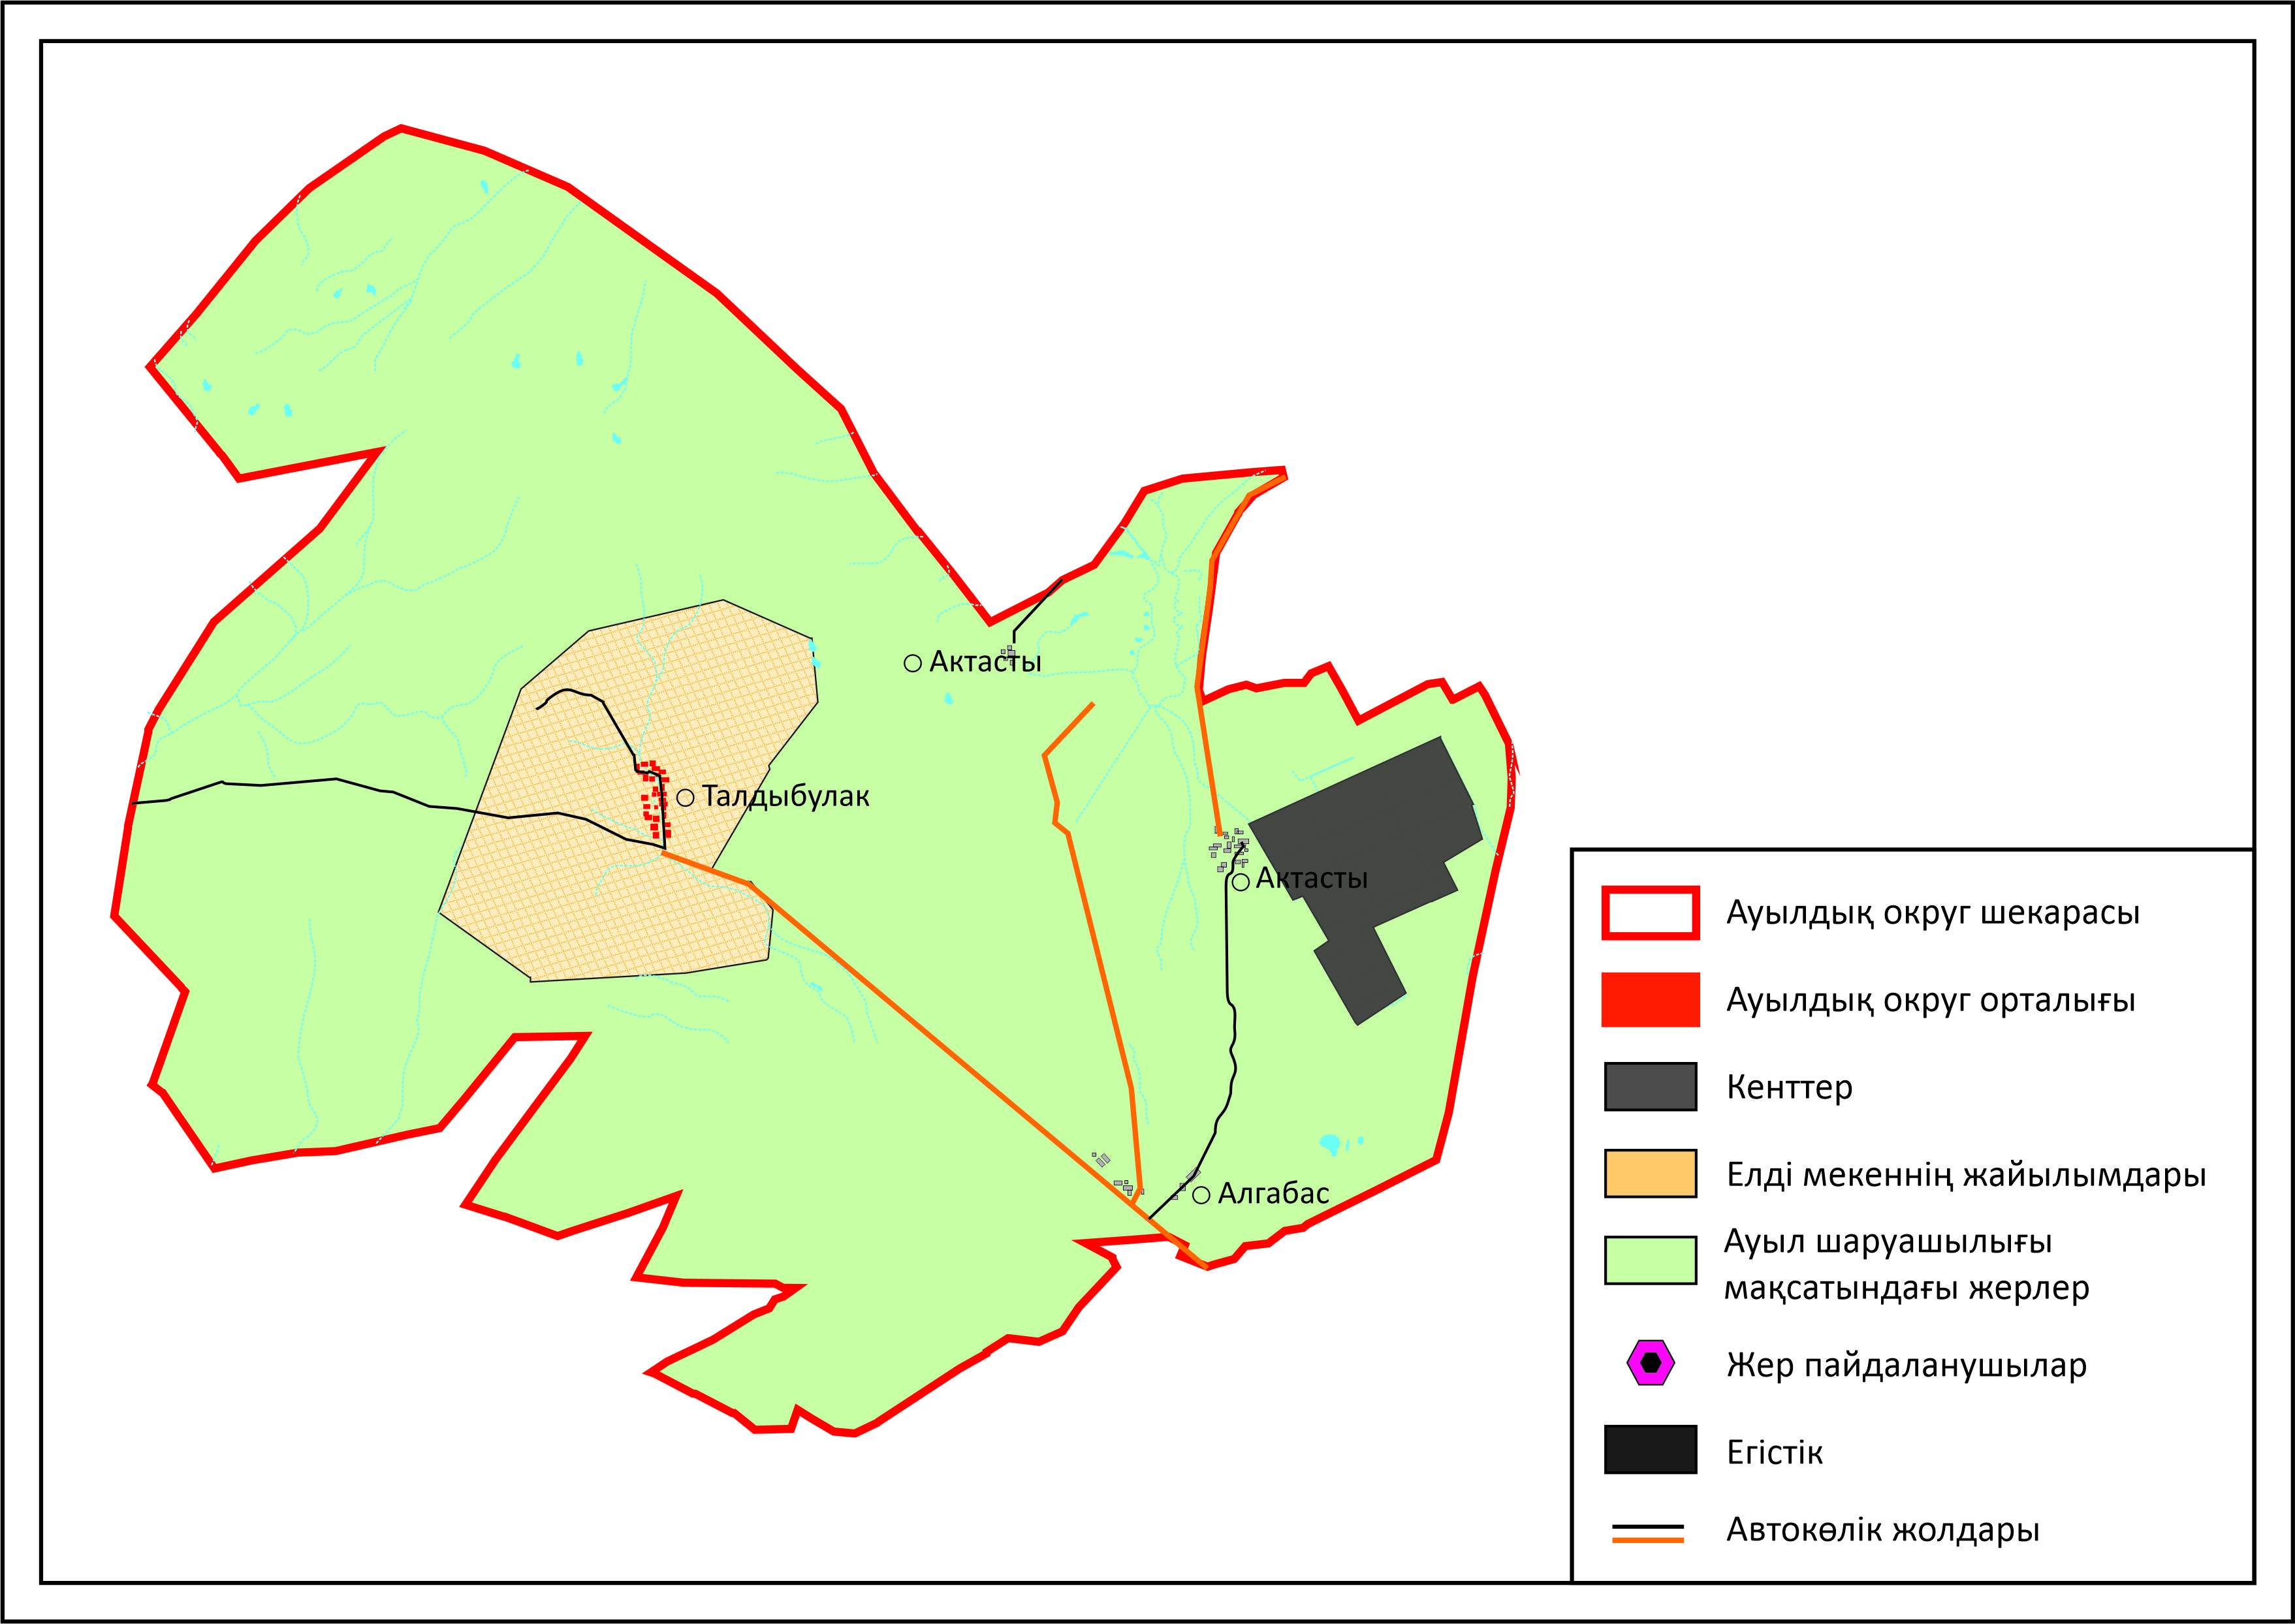 Актасты
Талдыбулак
Актасты
Алгабас
Ауылдық округ шекарасы
Ауылдық округ орталығы
Кенттер
Елді мекеннің жайылымдары
Ауыл шаруашылығы
мақсатындағы жерлер
Жер пайдаланушылар
Егістік
Автокөлік жолдары